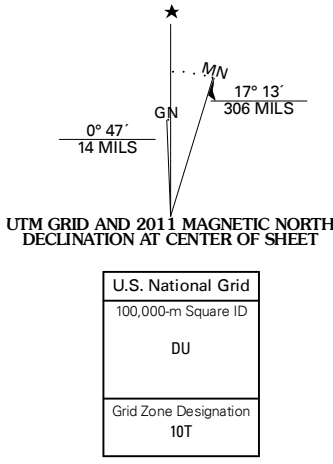 ★
MN
GN
17° 13´
306 MILS
0° 47´
14 MILS
UTM GRID AND 2011 MAGNETIC NORTH
DECLINATION AT CENTER OF SHEET
U.S. National Grid
100,000-m Square ID
DU
Grid Zone Designation
10T